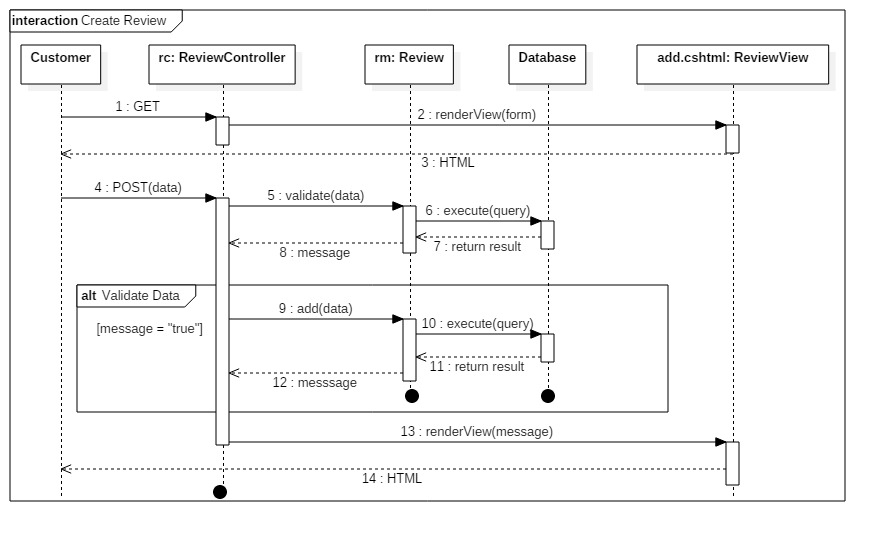 interaction Create Review
Customer
rc: ReviewController
rm: Review
Database
add.cshtml: ReviewView
1 : GET
2 : renderView(form)
3 : HTML
4 : POST(data)
5 : validate(data)
6 : execute(query)
7 : return result
8 : message
alt Validate Data
9 : add(data)
[message = "true"]
10 : execute(query)
11 : return result
12 : messsage
13 : renderView(message)
14 : HTML